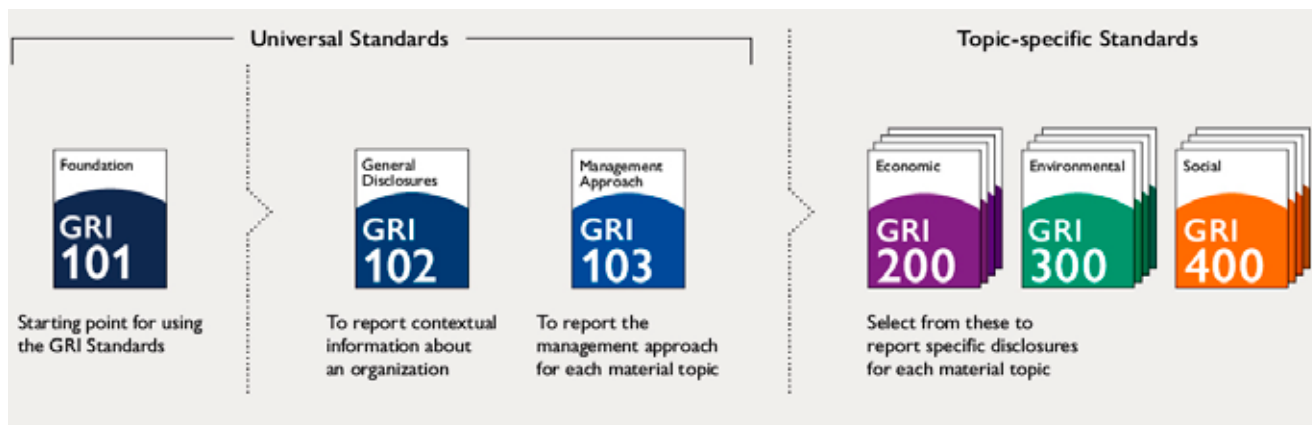 Universal Standards
Topic-specific Standards
Foundation
GRI
101
Starting point for using
the GRI Standards
General
Disclosures
GRI
102
To report contextual
information about
an organization
Management
Approach
GRI
103
To report the
management approach
for each material topic
Economic
GRI
200
Environmental
GRI
300
Social
GRI
400
Select from these to
report specific disclosures
for each material topic